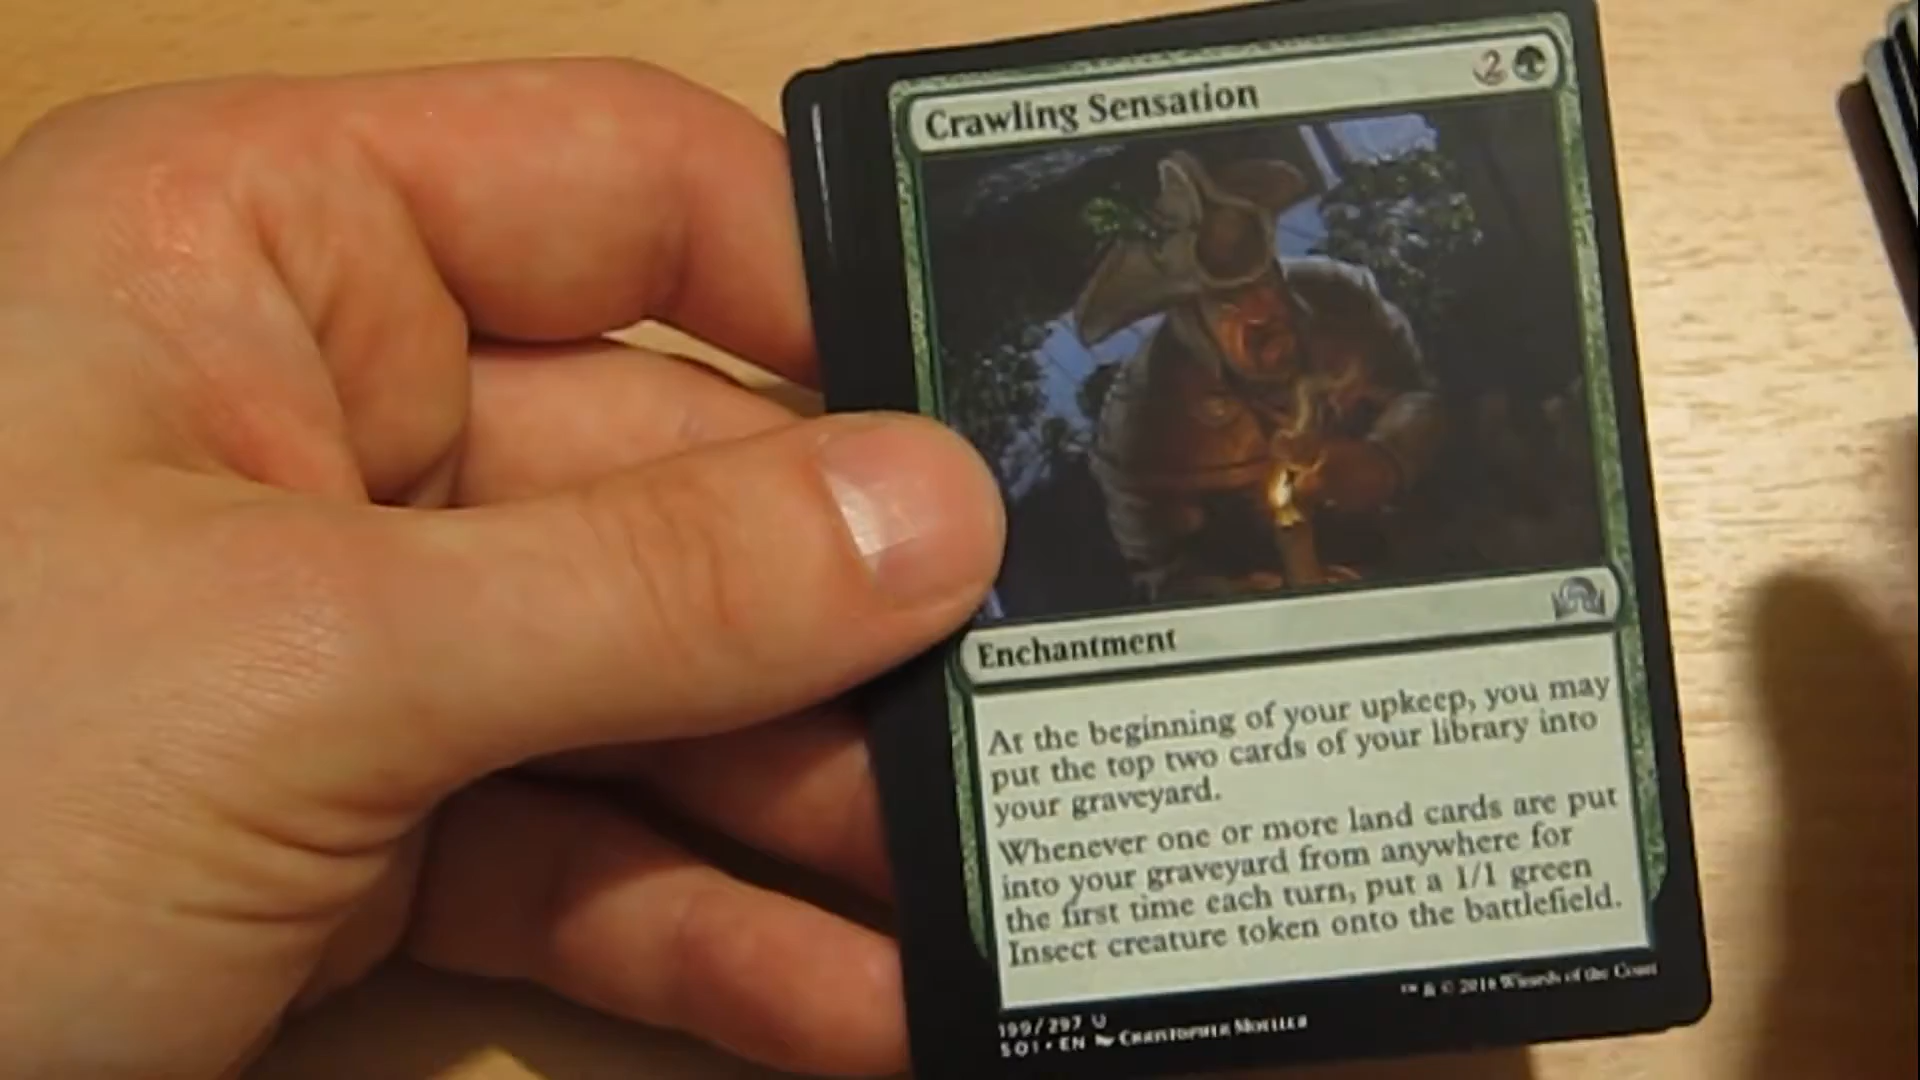 Crawling Sensation 2
Enchantment
At the beginning of your upkeep, you may
put the top two cards of your library into
your graveyard.
Whenever one or more land cards are put
into your graveyard from anywhere for
the first time each turn, put a 1/1 green
Insect creature token onto the battlefield.
™ & © 2016 Wizards of the Coast
199/297 U
SOI • EN Christopher Moeller